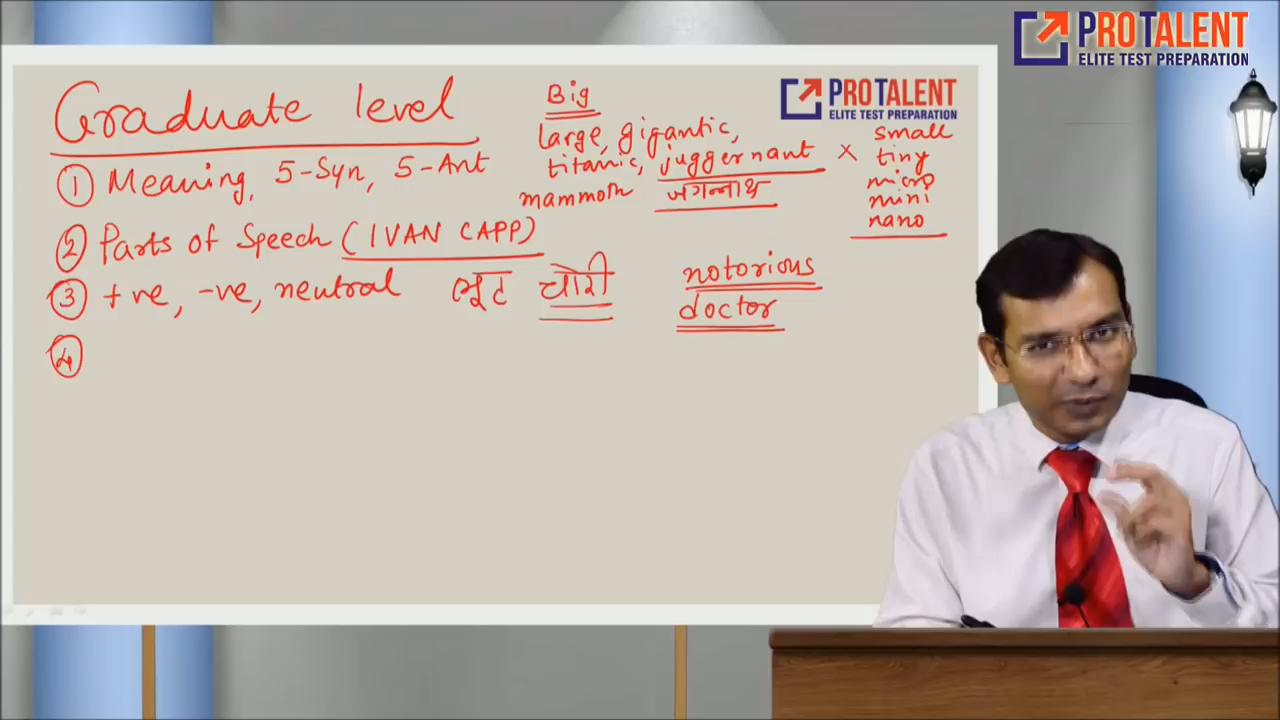 PROTALENT
ELITE TEST PREPARATION
PROTALENT
ELITE TEST PREPARATION
Graduate level
① Meaning, 5-Syn, 5-Ant
② Parts of Speech (IVAN CAPP)
③ +ve, -ve, neutral झूठ चोरी
④
Big
large, gigantic,
titanic, juggernant ×
mammoth जगन्नाथ
small
tiny
micro
mini
nano
notorious
doctor